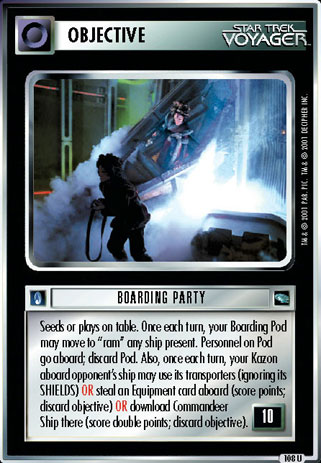 OBJECTIVE
STAR TREK
VOYAGER™
TM & © 2001 PAR. PIC. TM & © 2001 DECIPHER INC.
BOARDING PARTY
Seeds or plays on table. Once each turn, your Boarding Pod
may move to "ram" any ship present. Personnel on Pod
go aboard; discard Pod. Also, once each turn, your Kazon
aboard opponent's ship may use its transporters (ignoring its
SHIELDS) OR steal an Equipment card aboard (score points;
discard objective) OR download Commandeer
Ship there (score double points; discard objective).
10
108 U